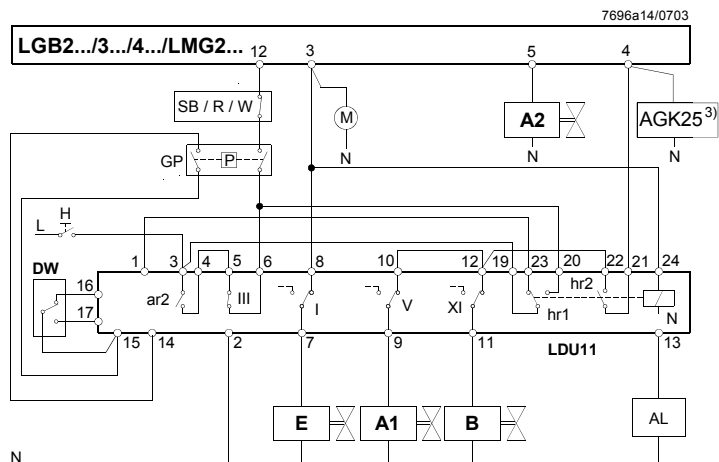 7696a14/0703
LGB2.../3.../4.../LMG2...
12 3 5 4
SB / R / W
M
A2
AGK25 3)
GP P
N N N
L H
1 3 4 5 6 8 10 12 19 23 20 22 21 24
DW
16
17
ar2 III I V XI hr1 hr2
N
LDU11
15 14 2 7 9 11 13
E A1 B AL
N